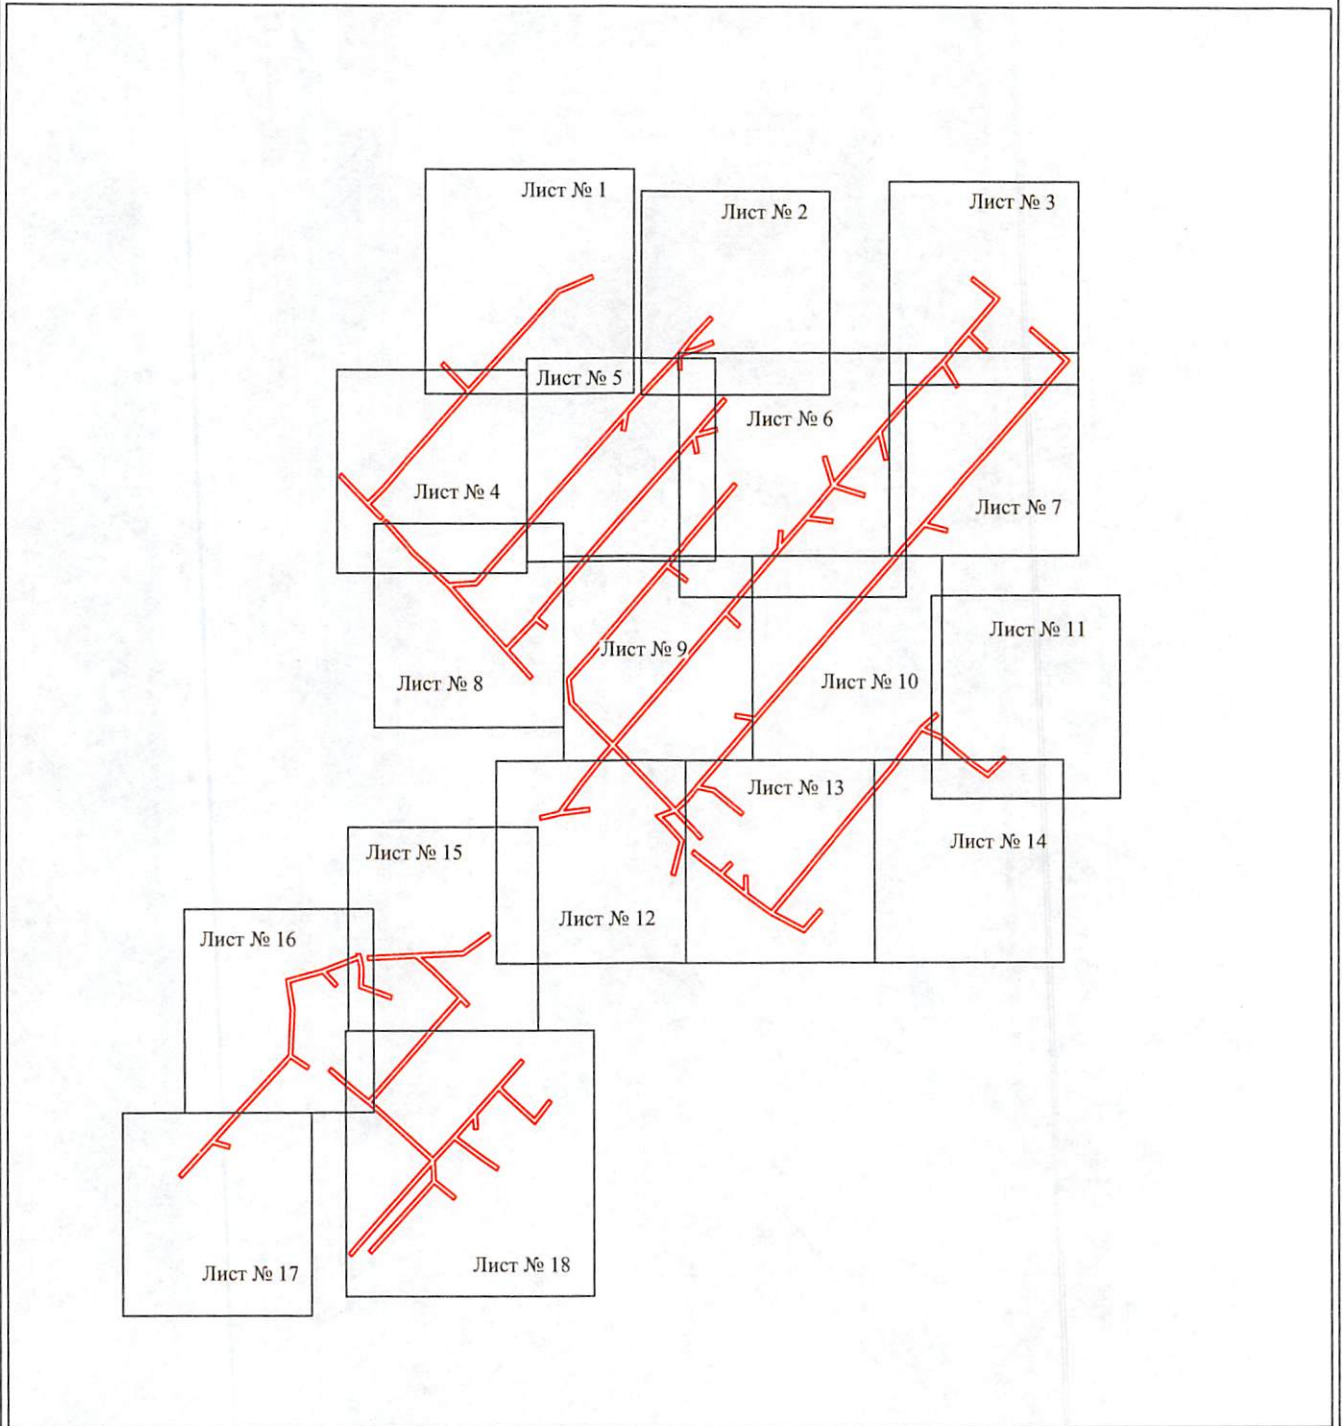 Лист № 1
Лист № 2
Лист № 3
Лист № 5
Лист № 6
Лист № 4
Лист № 7
Лист № 11
Лист № 9
Лист № 8
Лист № 10
Лист № 13
Лист № 14
Лист № 15
Лист № 12
Лист № 16
Лист № 18
Лист № 17